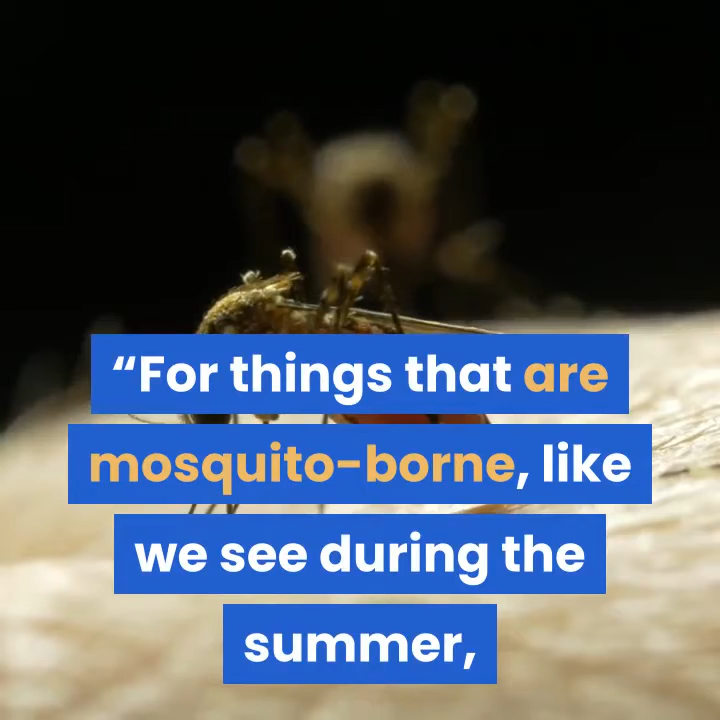 “For things that are
mosquito-borne, like
we see during the
summer,